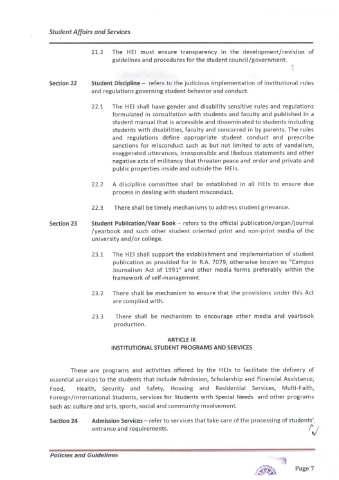 Student Affairs and Services
21.2 The HEI must ensure transparency in the development/revision of
guidelines and procedures for the student council/government.
Section 22 Student Discipline – refers to the judicious implementation of institutional rules
and regulations governing student behavior and conduct.
22.1 The HEI shall have gender and disability sensitive rules and regulations
formulated in consultation with students and faculty and published in a
student manual that is accessible and disseminated to students including
students with disabilities, faculty and concurred in by parents. The rules
and regulations define appropriate student conduct and prescribe
sanctions for misconduct such as but not limited to acts of vandalism,
exaggerated utterances, irresponsible and libelous statements and other
negative acts of militancy that threaten peace and order and private and
public properties inside and outside the HEIs.
22.2 A discipline committee shall be established in all HEIs to ensure due
process in dealing with student misconduct.
22.3 There shall be timely mechanisms to address student grievance.
Section 23 Student Publication/Year Book – refers to the official publication/organ/journal
/yearbook and such other student oriented print and non-print media of the
university and/or college.
23.1 The HEI shall support the establishment and implementation of student
publication as provided for in R.A. 7079, otherwise known as "Campus
Journalism Act of 1991" and other media forms preferably within the
framework of self-management.
23.2 There shall be mechanism to ensure that the provisions under this Act
are complied with.
23.3 There shall be mechanism to encourage other media and yearbook
production.
ARTICLE IX
INSTITUTIONAL STUDENT PROGRAMS AND SERVICES
These are programs and activities offered by the HEIs to facilitate the delivery of
essential services to the students that include Admission, Scholarship and Financial Assistance,
Food, Health, Security and Safety, Housing and Residential Services, Multi-Faith,
Foreign/International Students, services for Students with Special Needs and other programs
such as: culture and arts, sports, social and community involvement.
Section 24 Admission Services – refer to services that take care of the processing of students'
entrance and requirements.
Policies and Guidelines
Page 7